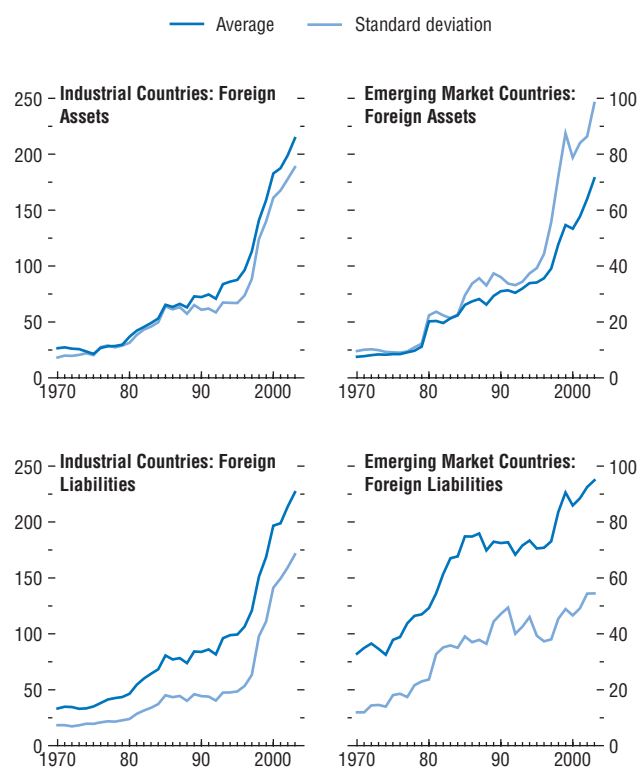 Average Standard deviation
Industrial Countries: Foreign
Assets
250
200
150
100
50
0
1970 80 90 2000
Emerging Market Countries:
Foreign Assets
100
80
60
40
20
0
1970 80 90 2000
Industrial Countries: Foreign
Liabilities
250
200
150
100
50
0
1970 80 90 2000
Emerging Market Countries:
Foreign Liabilities
100
80
60
40
20
0
1970 80 90 2000